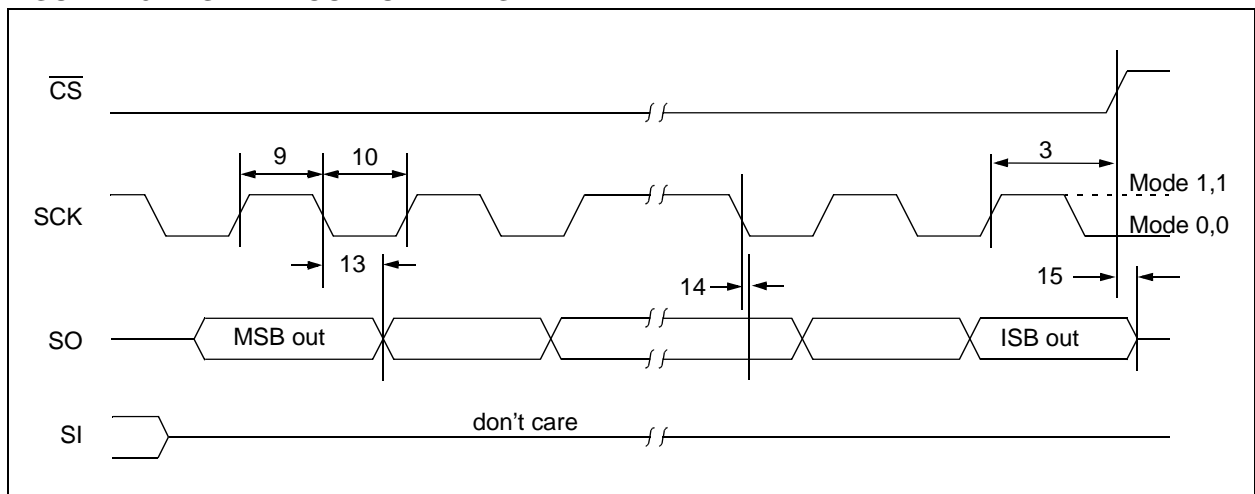 CS
9
10
3
Mode 1,1
SCK
Mode 0,0
13
14
15
SO
MSB out
ISB out
SI
don't care